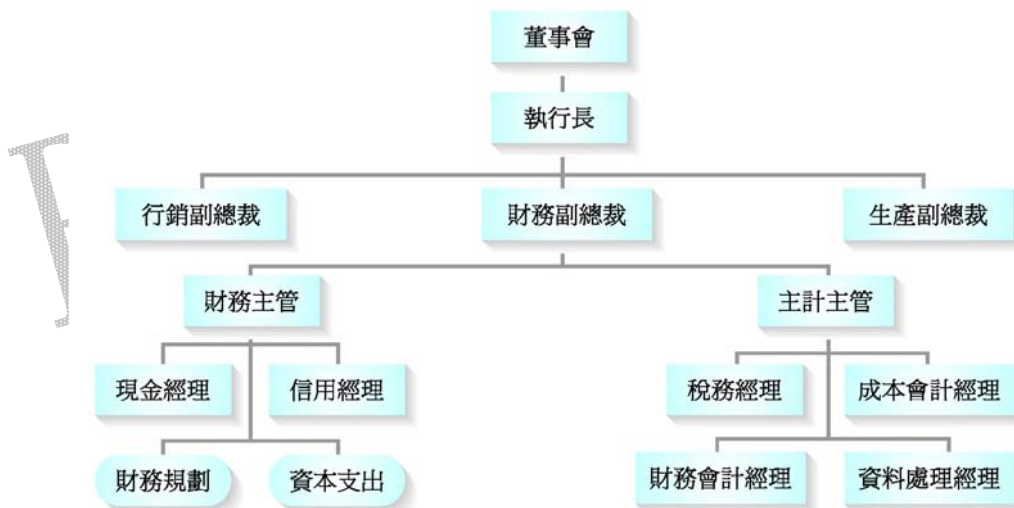 董事會
執行長
行銷副總裁
財務副總裁
生產副總裁
財務主管
主計主管
現金經理
信用經理
稅務經理
成本會計經理
財務規劃
資本支出
財務會計經理
資料處理經理